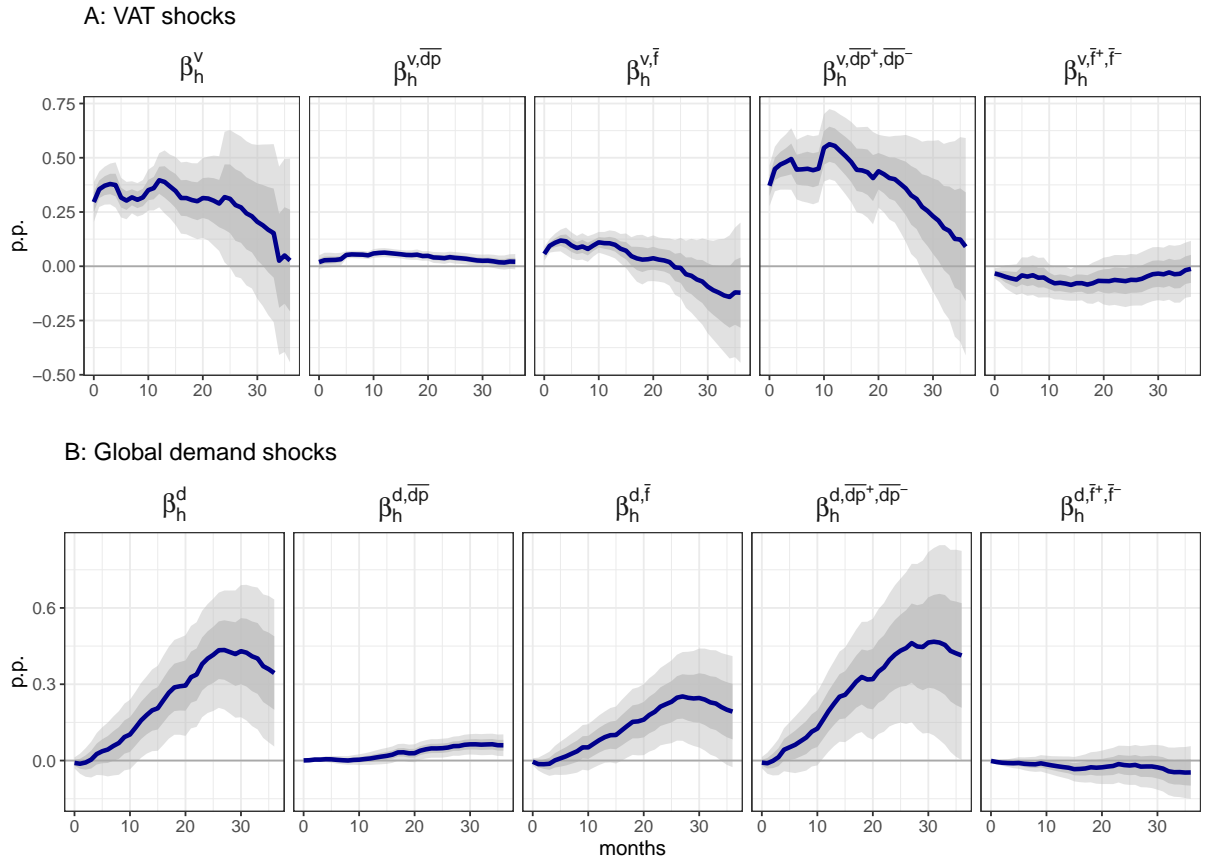 A: VAT shocks
β_h^v
β_h^{v,\overline{dp}}
β_h^{v,\bar{f}}
β_h^{v,\overline{dp}^+,\overline{dp}^-}
β_h^{v,\bar{f}^+,\bar{f}^-}
p.p.
0.75
0.50
0.25
0.00
−0.25
−0.50
0 10 20 30 0 10 20 30 0 10 20 30 0 10 20 30 0 10 20 30
B: Global demand shocks
β_h^d
β_h^{d,\overline{dp}}
β_h^{d,\bar{f}}
β_h^{d,\overline{dp}^+,\overline{dp}^-}
β_h^{d,\bar{f}^+,\bar{f}^-}
p.p.
0.6
0.3
0.0
0 10 20 30 0 10 20 30 0 10 20 30 0 10 20 30 0 10 20 30
months